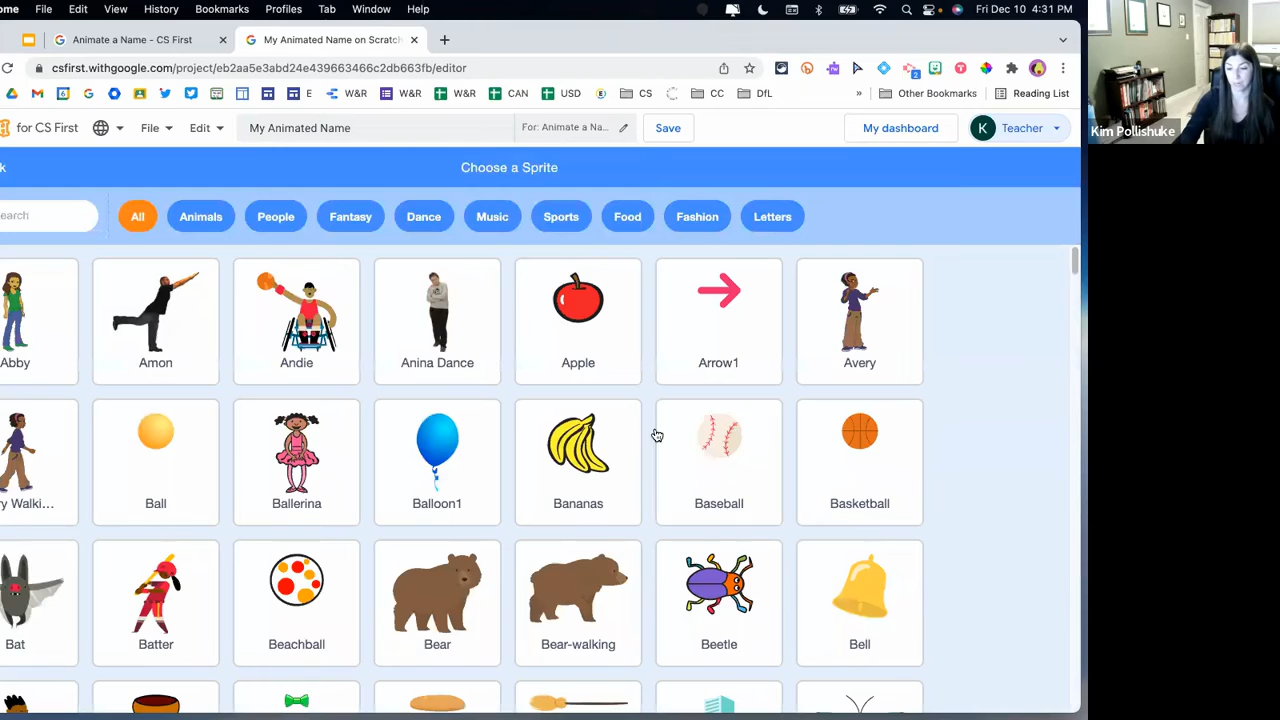 ome File Edit View History Bookmarks Profiles Tab Window Help Fri Dec 10 4:31 PM
Animate a Name - CS First × My Animated Name on Scratch × +
csfirst.withgoogle.com/project/eb2aa5e3abd24e439663466c2db663fb/editor
E W&R W&R W&R CAN USD CS CC DfL » Other Bookmarks Reading List
for CS First File Edit My Animated Name For: Animate a Na... Save My dashboard K Teacher
k Choose a Sprite
earch All Animals People Fantasy Dance Music Sports Food Fashion Letters
Abby Amon Andie Anina Dance Apple Arrow1 Avery
ry Walki... Ball Ballerina Balloon1 Bananas Baseball Basketball
Bat Batter Beachball Bear Bear-walking Beetle Bell
Kim Pollishuke